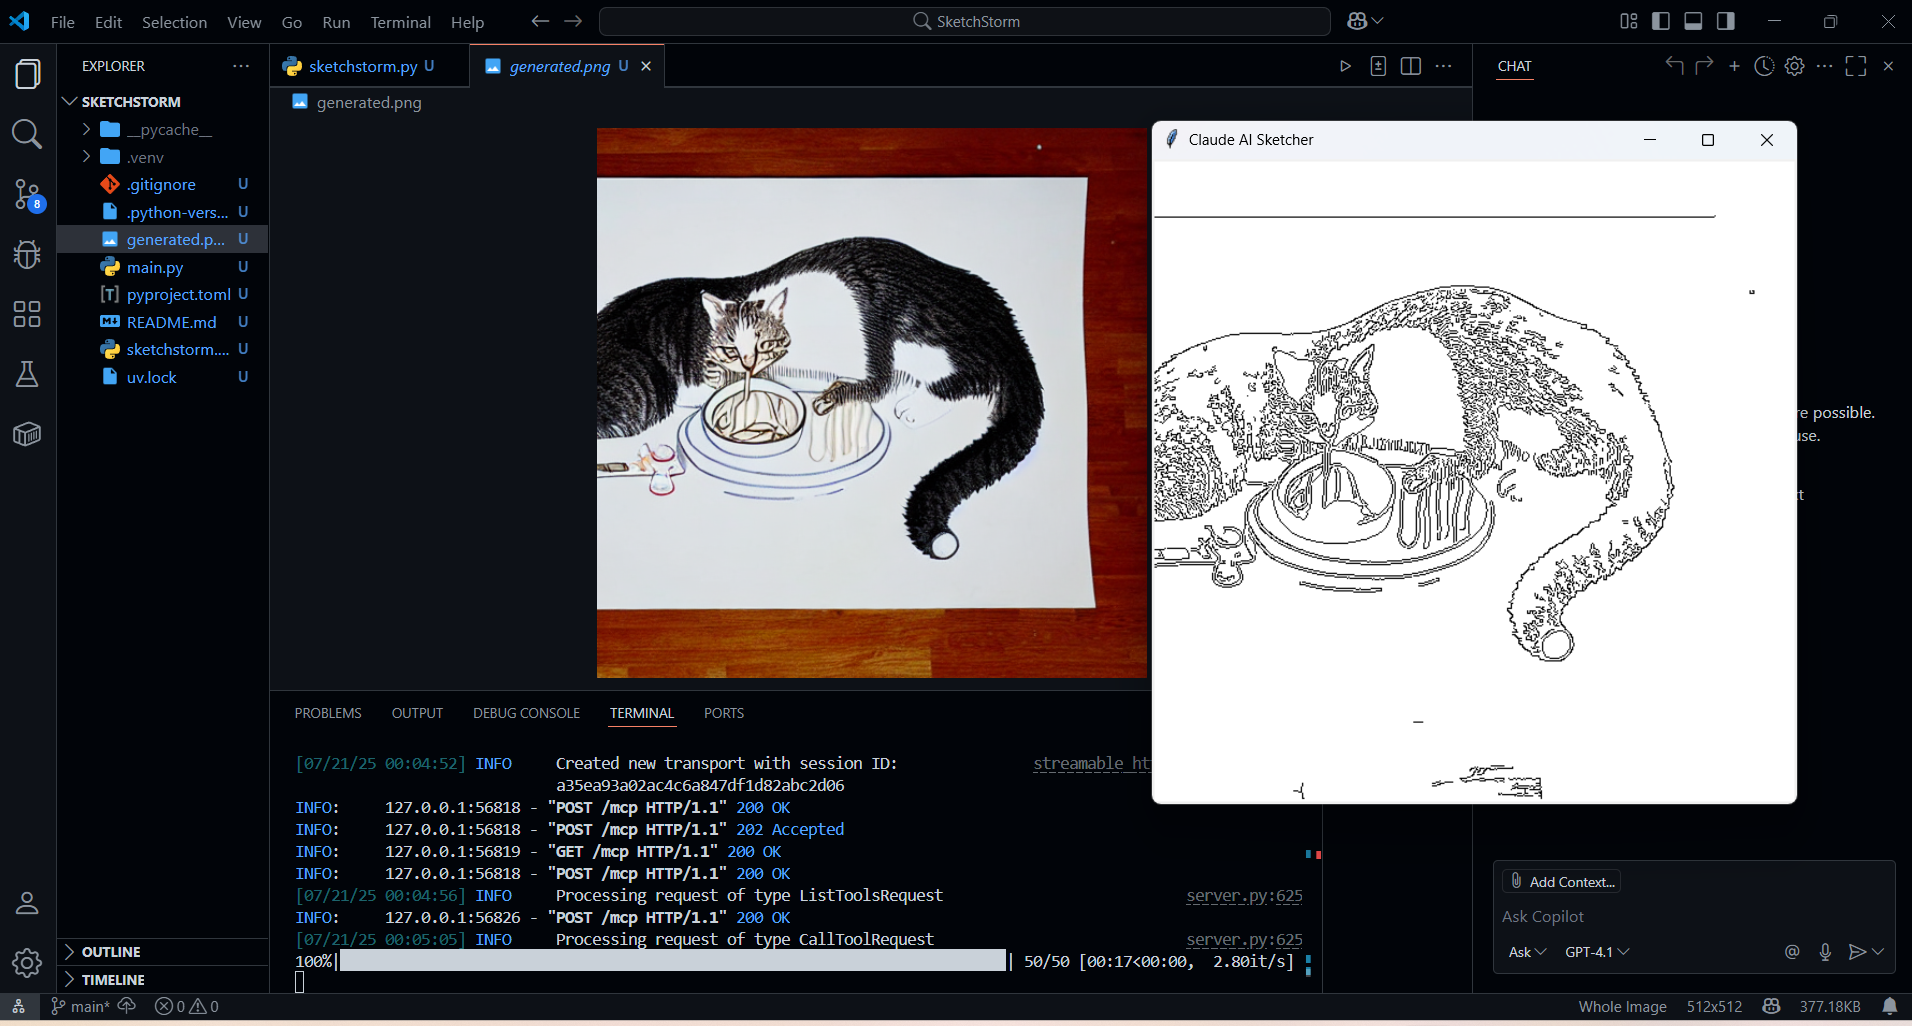 File Edit Selection View Go Run Terminal Help
SketchStorm
EXPLORER
SKETCHSTORM
__pycache__
.venv
.gitignore U
.python-vers... U
generated.p... U
main.py U
pyproject.toml U
README.md U
sketchstorm.... U
uv.lock U
OUTLINE
TIMELINE
sketchstorm.py U
generated.png U
generated.png
PROBLEMS OUTPUT DEBUG CONSOLE TERMINAL PORTS
[07/21/25 00:04:52] INFO Created new transport with session ID: streamable_ht
a35ea93a02ac4c6a847df1d82abc2d06
INFO: 127.0.0.1:56818 - "POST /mcp HTTP/1.1" 200 OK
INFO: 127.0.0.1:56818 - "POST /mcp HTTP/1.1" 202 Accepted
INFO: 127.0.0.1:56819 - "GET /mcp HTTP/1.1" 200 OK
INFO: 127.0.0.1:56818 - "POST /mcp HTTP/1.1" 200 OK
[07/21/25 00:04:56] INFO Processing request of type ListToolsRequest server.py:625
INFO: 127.0.0.1:56826 - "POST /mcp HTTP/1.1" 200 OK
[07/21/25 00:05:05] INFO Processing request of type CallToolRequest server.py:625
100%| | 50/50 [00:17<00:00, 2.80it/s]
Claude AI Sketcher
CHAT
re possible.
use.
ct
Add Context...
Ask Copilot
Ask GPT-4.1
8
main* 0 0
Whole Image 512x512 377.18KB